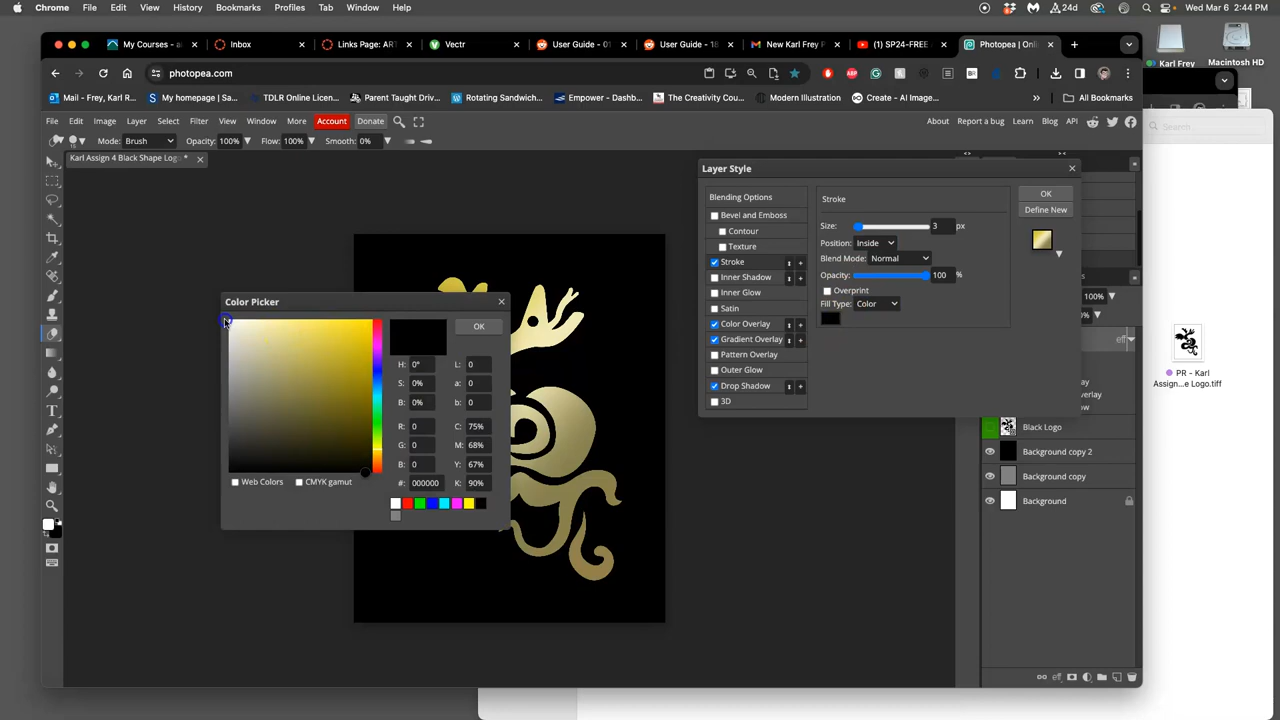 Chrome File Edit View History Bookmarks Profiles Tab Window Help 24d Wed Mar 6 2:44 PM
My Courses - a Inbox Links Page: ART Vectr User Guide - 01 User Guide - 18 New Karl Frey P (1) SP24-FREE Photopea | Onli
photopea.com
Mail - Frey, Karl R... My homepage | Sa... TDLR Online Licen... Parent Taught Driv... Rotating Sandwich... Empower - Dashb... The Creativity Cou... Modern Illustration Create - AI Image... » All Bookmarks
File Edit Image Layer Select Filter View Window More Account Donate About Report a bug Learn Blog API
Mode: Brush Opacity: 100% Flow: 100% Smooth: 0%
Karl Assign 4 Black Shape Logo *
Layer Style
Blending Options
Bevel and Emboss
Contour
Texture
Stroke
Inner Shadow
Inner Glow
Satin
Color Overlay
Gradient Overlay
Pattern Overlay
Outer Glow
Drop Shadow
3D
Stroke
Size: 3 px
Position: Inside
Blend Mode: Normal
Opacity: 100 %
Overprint
Fill Type: Color
OK
Define New
Color Picker
OK
H: 0° L: 0
S: 0% a: 0
B: 0% b: 0
R: 0 C: 75%
G: 0 M: 68%
B: 0 Y: 67%
#: 000000 K: 90%
Web Colors CMYK gamut
100%
0%
eff
Black Logo
Background copy 2
Background copy
Background
Karl Frey
Macintosh HD
Search
PR - Karl
Assign...e Logo.tiff